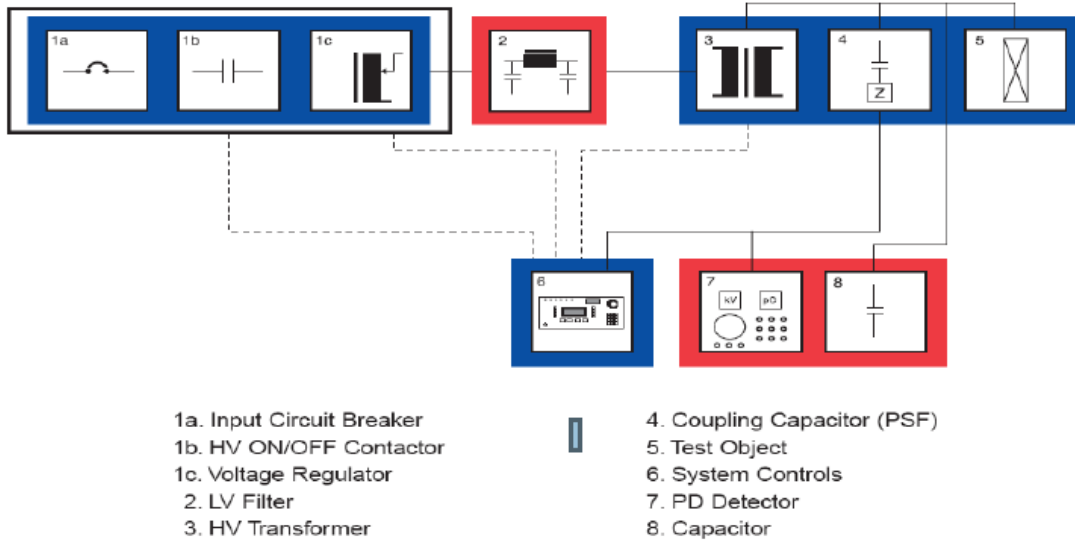 1a
1b
1c
2
3
4
5
Z
6
7
kV
pC
8
1a. Input Circuit Breaker
1b. HV ON/OFF Contactor
1c. Voltage Regulator
2. LV Filter
3. HV Transformer
4. Coupling Capacitor (PSF)
5. Test Object
6. System Controls
7. PD Detector
8. Capacitor